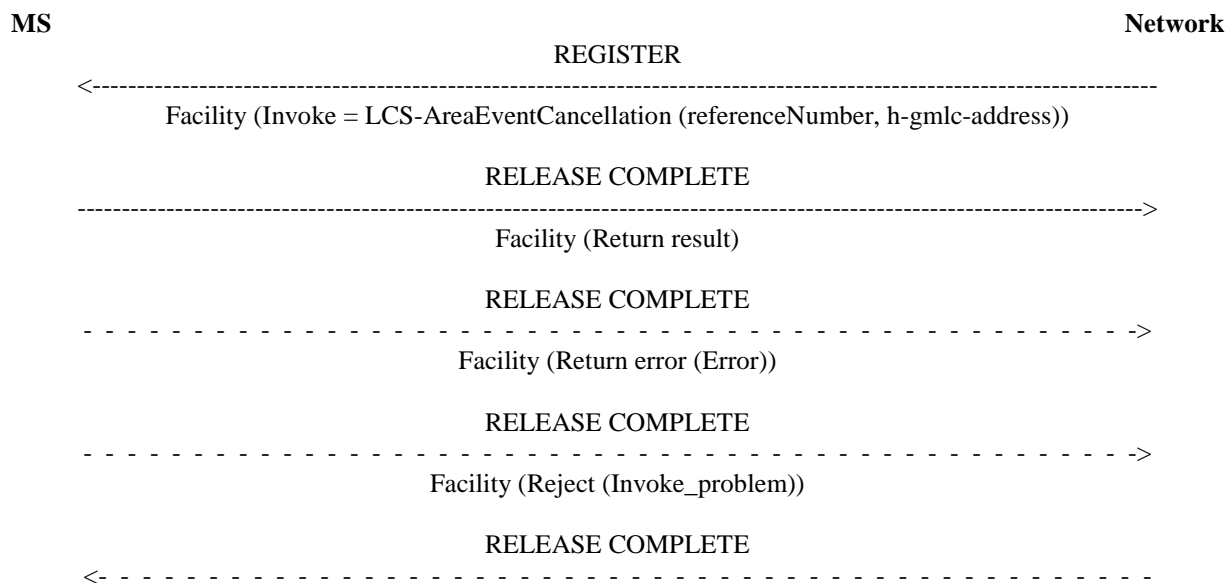 MS Network
REGISTER
<------------------------------------------------------------------------------------------------------------------------
Facility (Invoke = LCS-AreaEventCancellation (referenceNumber, h-gmlc-address))
RELEASE COMPLETE
------------------------------------------------------------------------------------------------------------------------>
Facility (Return result)
RELEASE COMPLETE
- - - - - - - - - - - - - - - - - - - - - - - - - - - - - - - - - - - - - - - - - - - - - - - ->
Facility (Return error (Error))
RELEASE COMPLETE
- - - - - - - - - - - - - - - - - - - - - - - - - - - - - - - - - - - - - - - - - - - - - - - ->
Facility (Reject (Invoke_problem))
RELEASE COMPLETE
<- - - - - - - - - - - - - - - - - - - - - - - - - - - - - - - - - - - - - - - - - - - - - - - -